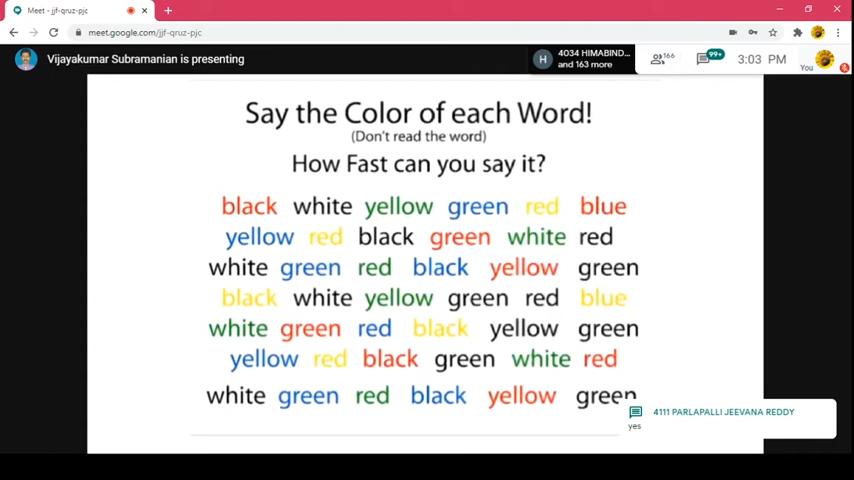 Meet - jjf-qruz-pjc
meet.google.com/jjf-qruz-pjc
Vijayakumar Subramanian is presenting
H
4034 HIMABIND...
and 163 more
166
99+
3:03 PM
You
Say the Color of each Word!
(Don't read the word)
How Fast can you say it?
black white yellow green red blue
yellow red black green white red
white green red black yellow green
black white yellow green red blue
white green red black yellow green
yellow red black green white red
white green red black yellow green
4111 PARLAPALLI JEEVANA REDDY
yes